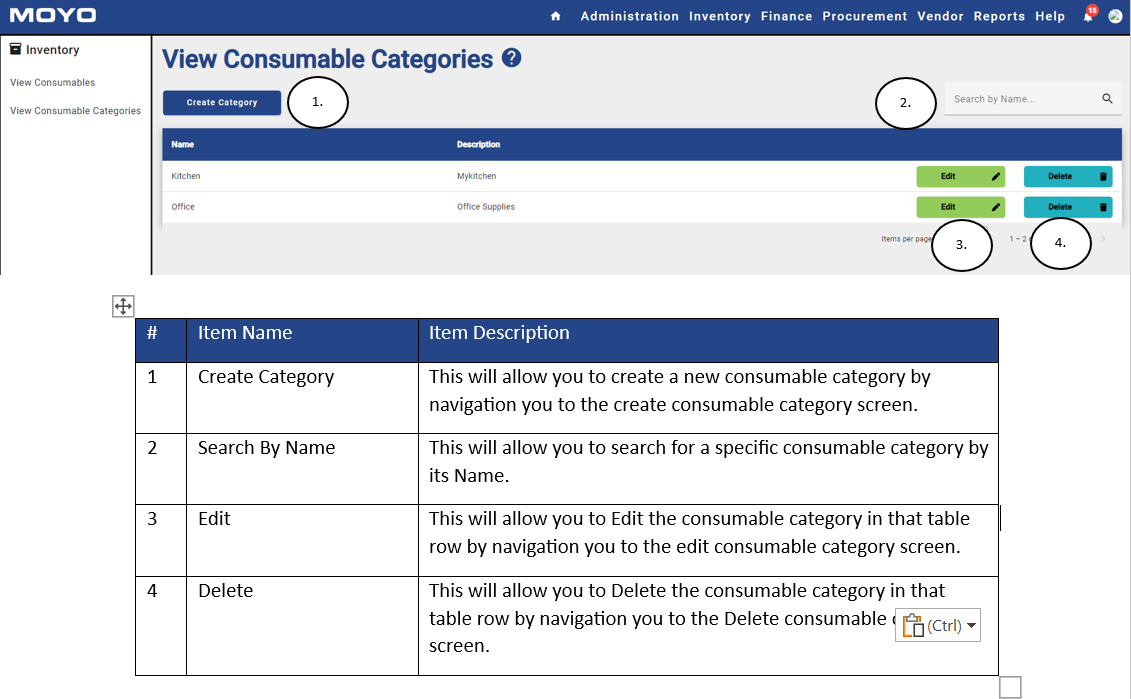 MOYO
Administration Inventory Finance Procurement Vendor Reports Help 15
Inventory
View Consumables
View Consumable Categories
View Consumable Categories ?
Create Category
1.
2.
Search by Name...
Name Description
Kitchen Mykitchen Edit Delete
Office Office Supplies Edit Delete
Items per page 1 – 2
3.
4.
# Item Name Item Description
1 Create Category This will allow you to create a new consumable category by
navigation you to the create consumable category screen.
2 Search By Name This will allow you to search for a specific consumable category by
its Name.
3 Edit This will allow you to Edit the consumable category in that table
row by navigation you to the edit consumable category screen.
4 Delete This will allow you to Delete the consumable category in that
table row by navigation you to the Delete consumable
screen.
(Ctrl)